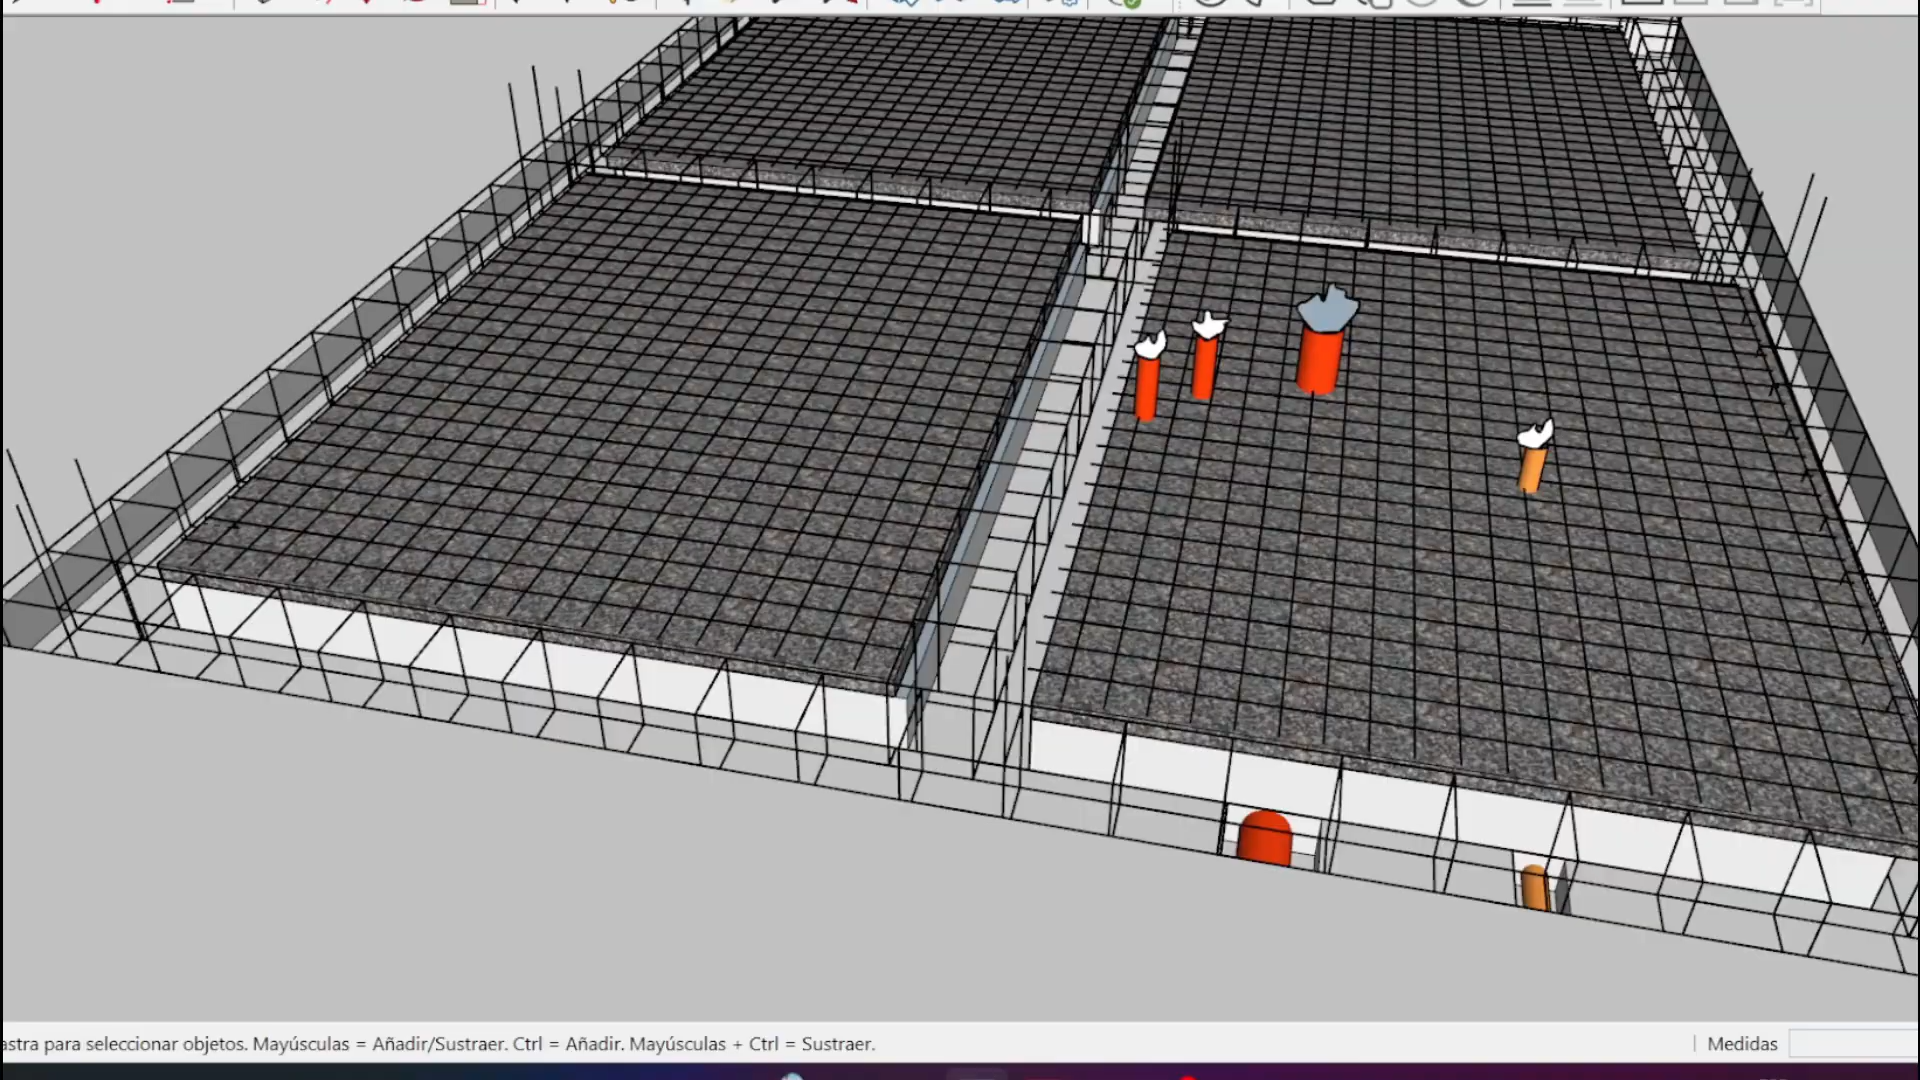 astra para seleccionar objetos. Mayúsculas = Añadir/Sustraer. Ctrl = Añadir. Mayúsculas + Ctrl = Sustraer.
Medidas